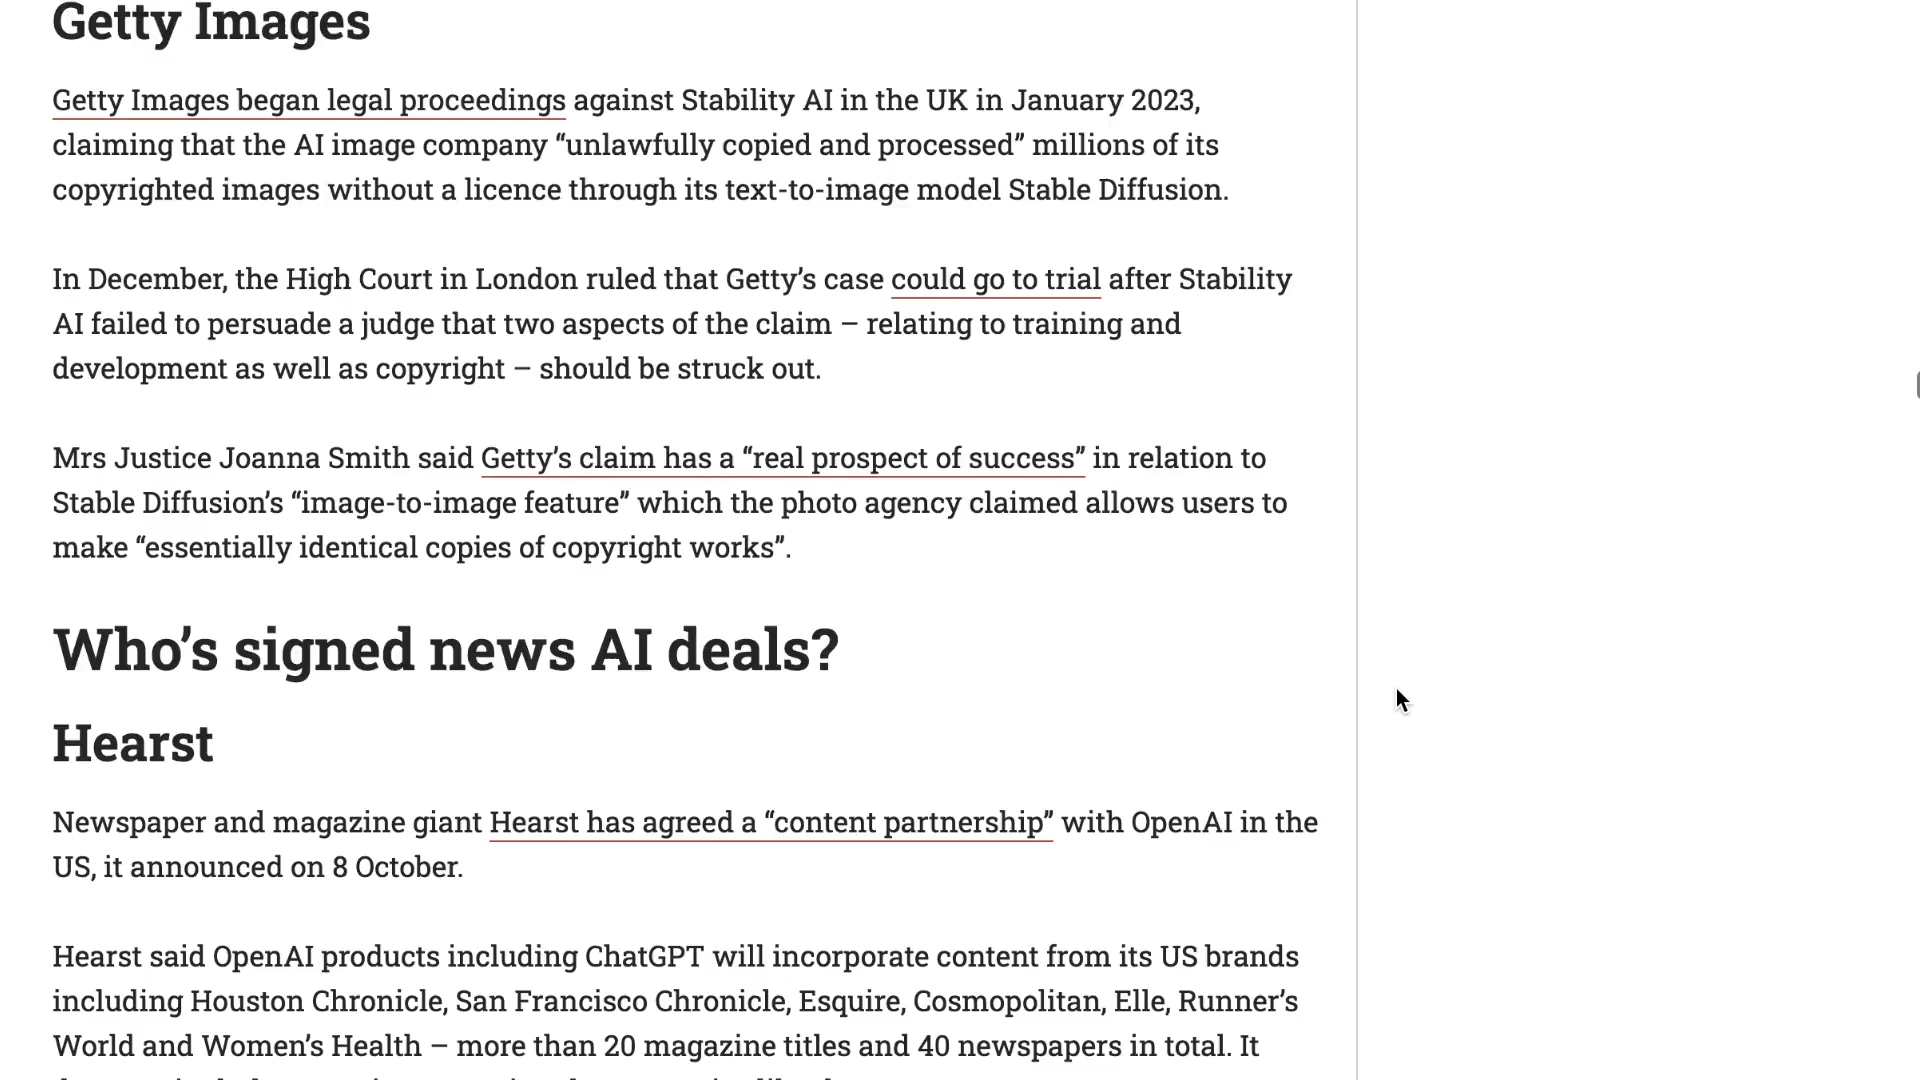 Getty Images
Getty Images began legal proceedings against Stability AI in the UK in January 2023,
claiming that the AI image company “unlawfully copied and processed” millions of its
copyrighted images without a licence through its text-to-image model Stable Diffusion.
In December, the High Court in London ruled that Getty’s case could go to trial after Stability
AI failed to persuade a judge that two aspects of the claim – relating to training and
development as well as copyright – should be struck out.
Mrs Justice Joanna Smith said Getty’s claim has a “real prospect of success” in relation to
Stable Diffusion’s “image-to-image feature” which the photo agency claimed allows users to
make “essentially identical copies of copyright works”.
Who’s signed news AI deals?
Hearst
Newspaper and magazine giant Hearst has agreed a “content partnership” with OpenAI in the
US, it announced on 8 October.
Hearst said OpenAI products including ChatGPT will incorporate content from its US brands
including Houston Chronicle, San Francisco Chronicle, Esquire, Cosmopolitan, Elle, Runner’s
World and Women’s Health – more than 20 magazine titles and 40 newspapers in total. It